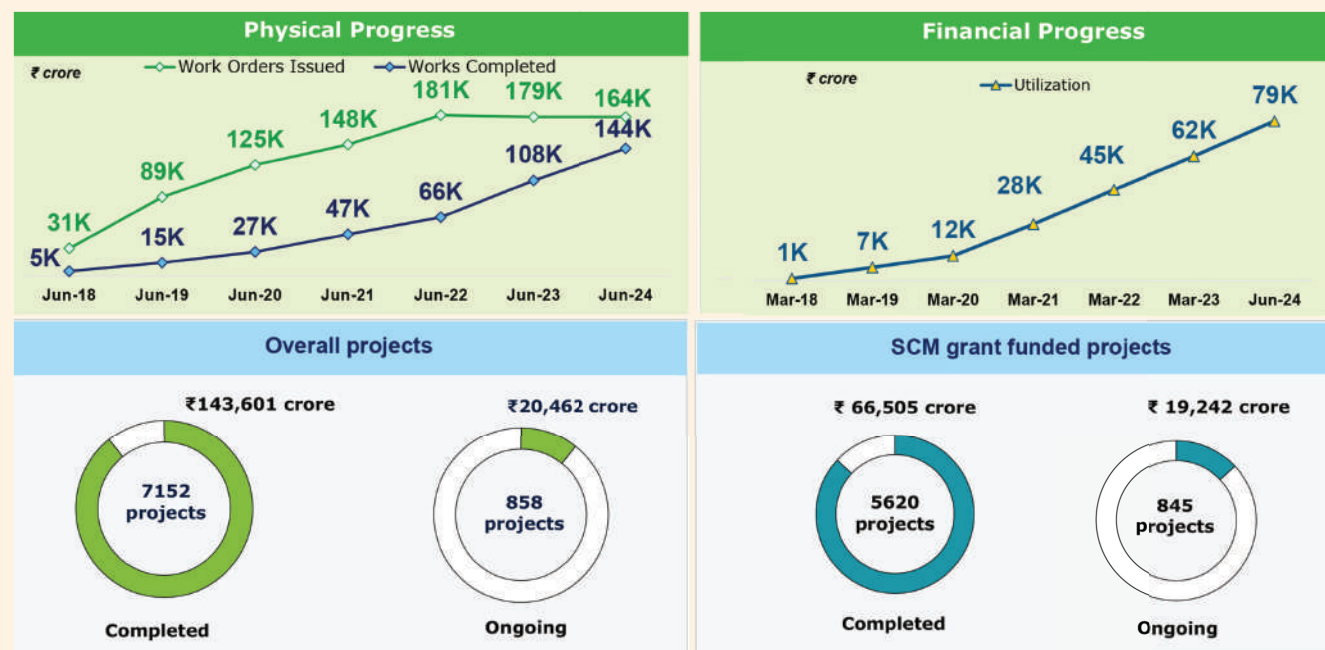 Physical Progress
₹ crore
Work Orders Issued
Works Completed
31K
89K
125K
148K
181K
179K
164K
5K
15K
27K
47K
66K
108K
144K
Jun-18 Jun-19 Jun-20 Jun-21 Jun-22 Jun-23 Jun-24
Financial Progress
₹ crore
Utilization
1K
7K
12K
28K
45K
62K
79K
Mar-18 Mar-19 Mar-20 Mar-21 Mar-22 Mar-23 Jun-24
Overall projects
₹143,601 crore
7152
projects
Completed
₹20,462 crore
858
projects
Ongoing
SCM grant funded projects
₹ 66,505 crore
5620
projects
Completed
₹ 19,242 crore
845
projects
Ongoing